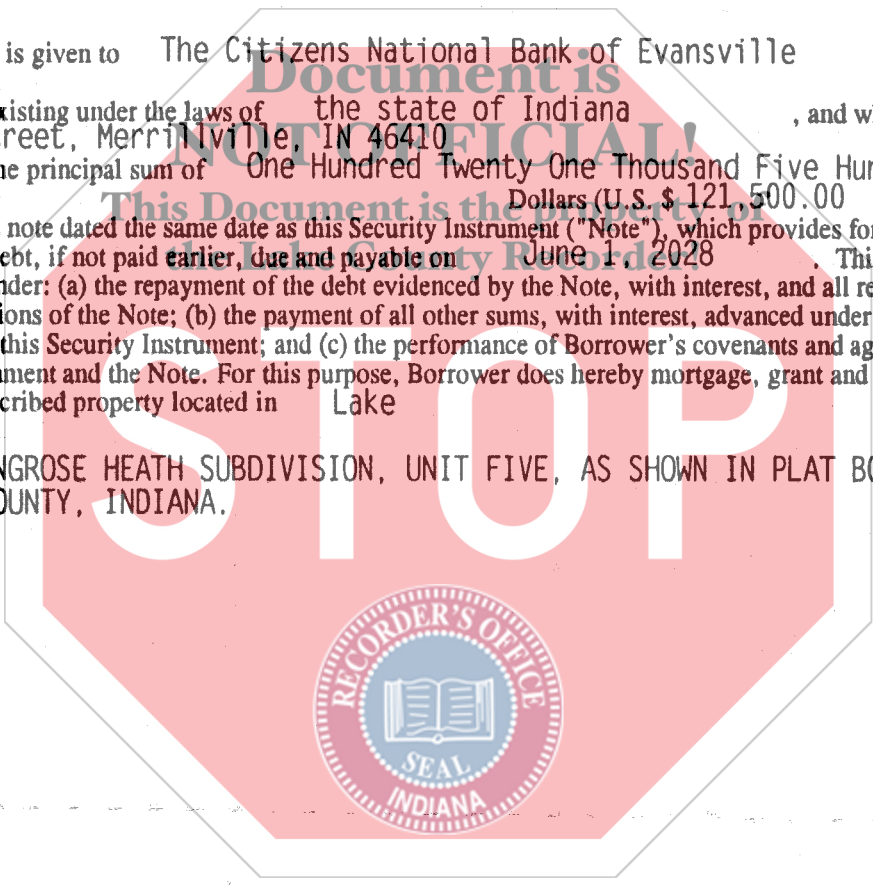 is given to The Citizens National Bank of Evansville
Document is
xisting under the laws of the state of Indiana , and w
NOT OFFICIAL!
reet, Merrillville, IN 46410
he principal sum of One Hundred Twenty One Thousand Five Hun
Dollars (U.S. $ 121,500.00
This Document is the property of
note dated the same date as this Security Instrument ("Note"), which provides for
the Lake County Recorder!
ebt, if not paid earlier, due and payable on June 1, 2028 . This
nder: (a) the repayment of the debt evidenced by the Note, with interest, and all re
ions of the Note; (b) the payment of all other sums, with interest, advanced under
this Security Instrument; and (c) the performance of Borrower's covenants and ag
ment and the Note. For this purpose, Borrower does hereby mortgage, grant and
cribed property located in Lake
STOP
NGROSE HEATH SUBDIVISION, UNIT FIVE, AS SHOWN IN PLAT BO
OUNTY, INDIANA.
RECORDER'S OFFICE
SEAL
INDIANA